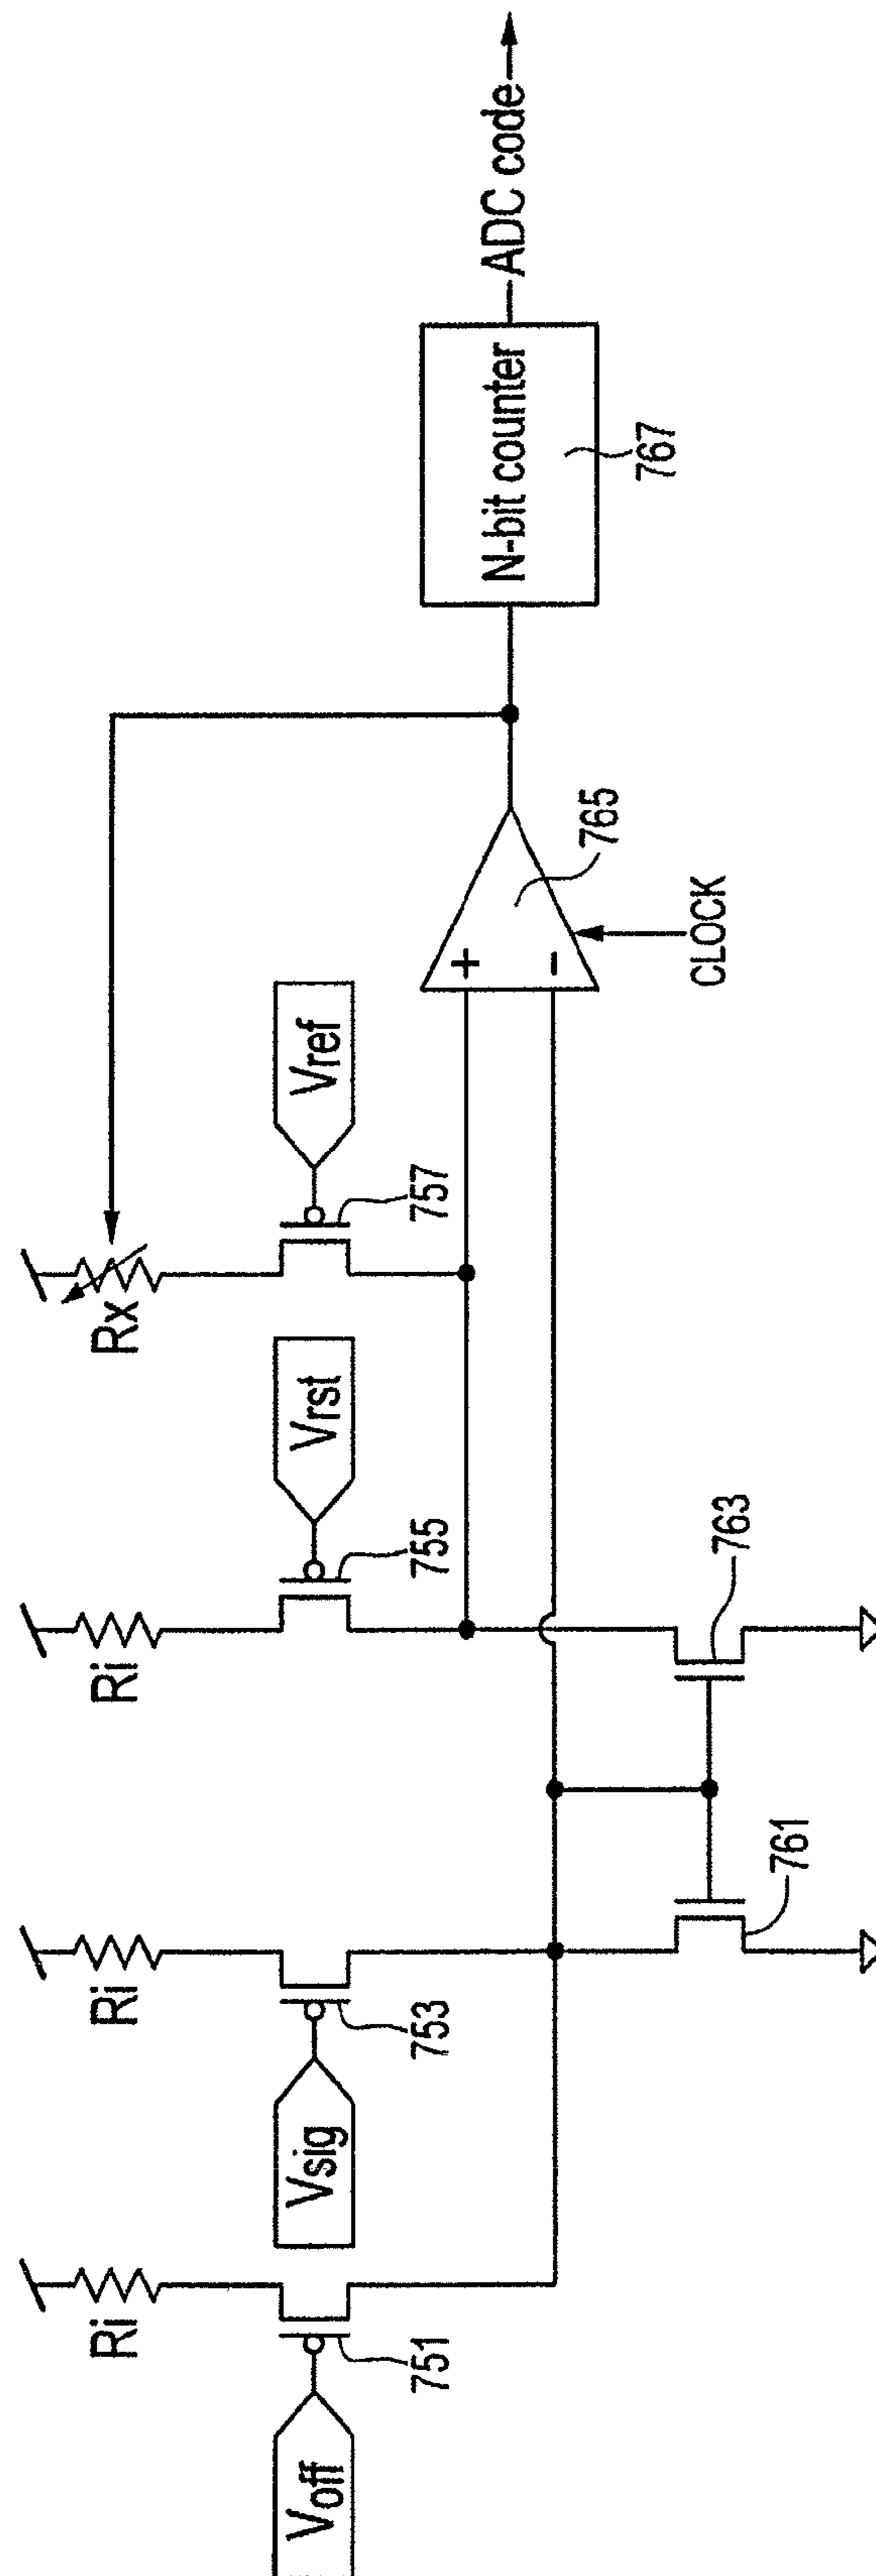 Ri
Ri
Ri
Rx
Voff
Vsig
Vrst
Vref
751
753
755
757
+
-
765
CLOCK
N-bit counter
767
ADC code
761
763